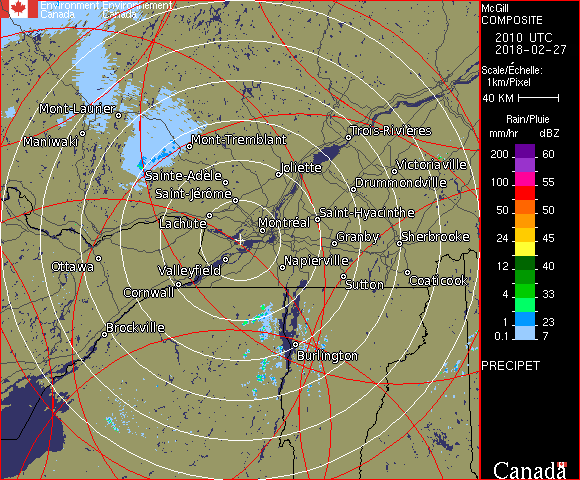 Environment Environnement
Canada Canada
McGill
COMPOSITE
2010 UTC
2018-02-27
Scale/Échelle:
1km/Pixel
40 KM
Rain/Pluie
mm/hr dBZ
200 60
155
100 55
50 50
24 45
12 40
4 33
1 23
0.1 7
PRECIPET
Canada
Mont-Laurier
Maniwaki
Mont-Tremblant
Trois-Rivières
Sainte-Adèle
Joliette
Victoriaville
Drummondville
Saint-Jérôme
Lachute
Montréal
Saint-Hyacinthe
Granby
Sherbrooke
Ottawa
Valleyfield
Napierville
Cornwall
Sutton
Coaticook
Brockville
Burlington